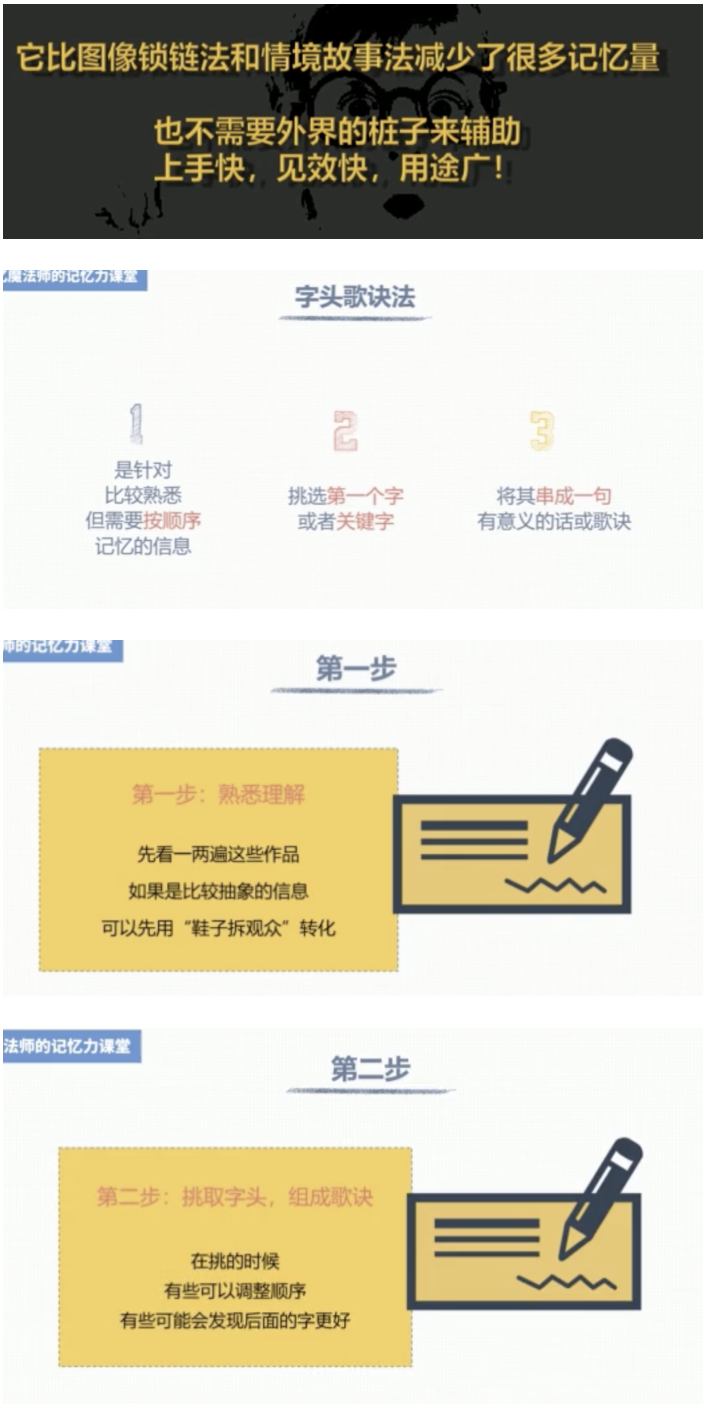 它比图像锁链法和情境故事法减少了很多记忆量
也不需要外界的桩子来辅助
上手快，见效快，用途广！
魔法师的记忆力课堂
字头歌诀法
1
是针对
比较熟悉
但需要按顺序
记忆的信息
2
挑选第一个字
或者关键字
3
将其串成一句
有意义的话或歌诀
师的记忆力课堂
第一步
第一步：熟悉理解
先看一两遍这些作品
如果是比较抽象的信息
可以先用“鞋子拆观众”转化
法师的记忆力课堂
第二步
第二步：挑取字头，组成歌诀
在挑的时候
有些可以调整顺序
有些可能会发现后面的字更好